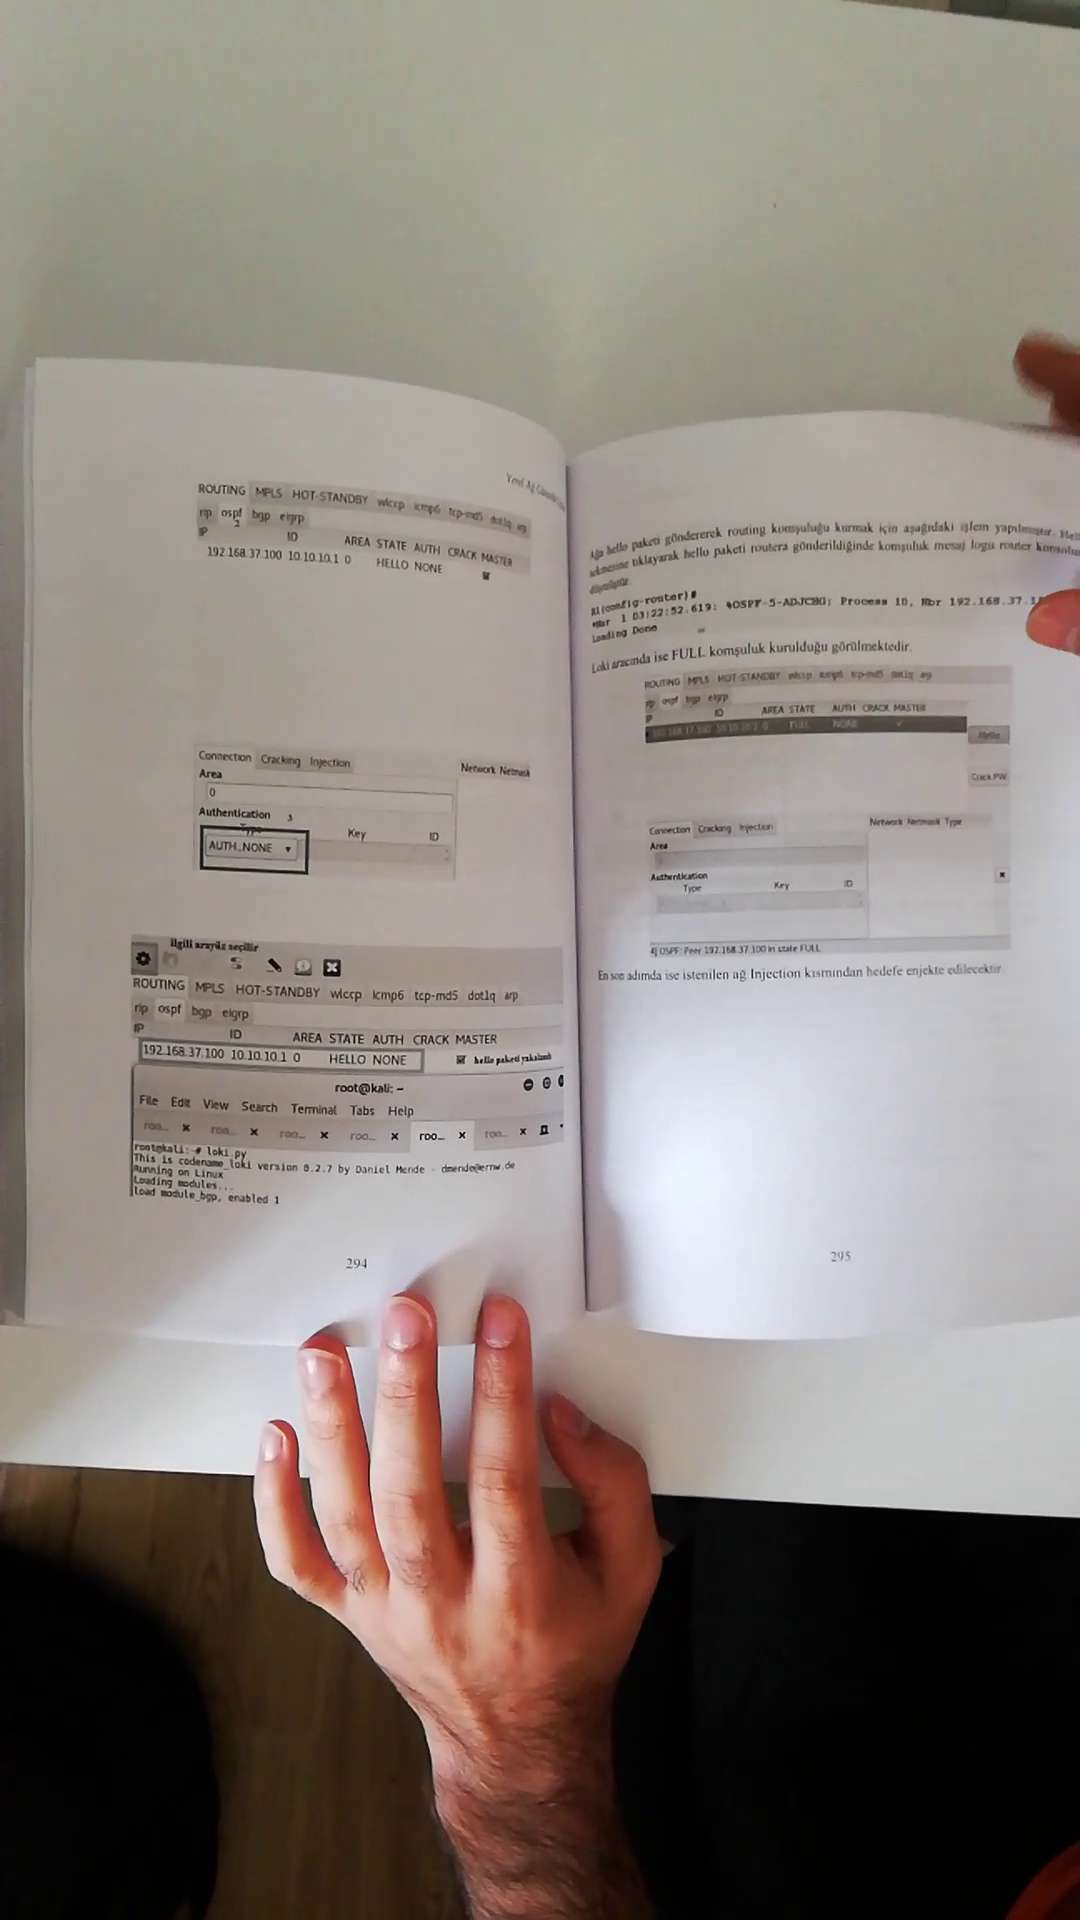 Yerel Ağ
ROUTING MPLS HOT-STANDBY wlccp icmp6 tcp-md5 dot1q arp
rip ospf bgp eigrp
2
IP ID AREA STATE AUTH CRACK MASTER
192.168.37.100 10.10.10.1 0 HELLO NONE
Connection Cracking Injection
Network Netmask
Area
0
Authentication 3
Type Key ID
AUTH_NONE
ilgili arayüz seçilir
ROUTING MPLS HOT-STANDBY wlccp icmp6 tcp-md5 dot1q arp
rip ospf bgp eigrp
IP ID AREA STATE AUTH CRACK MASTER
192.168.37.100 10.10.10.1 0 HELLO NONE hello paketi yakalandı
root@kali: ~
File Edit View Search Terminal Tabs Help
roo... x roo... x roo... x roo... x roo... x roo... x
root@kali:~# loki.py
This is codename_loki version 0.2.7 by Daniel Mende - dmende@ernw.de
Running on Linux
Loading modules...
load module_bgp, enabled 1
294
Ağa hello paketi göndererek routing komşuluğu kurmak için aşağıdaki işlem yapılmıştır.
sekmesine tıklayarak hello paketi routera gönderildiğinde komşuluk mesaj logu router
düşmüştür.
R1(config-router)#
*Mar 1 03:22:52.619: %OSPF-5-ADJCHG: Process 10, Nbr 192.168.37.
Loading Done
Loki aracında ise FULL komşuluk kurulduğu görülmektedir.
ROUTING MPLS HOT-STANDBY wlccp icmp6 tcp-md5 dot1q arp
rip ospf bgp eigrp
IP ID AREA STATE AUTH CRACK MASTER
192.168.37.100 10.10.10.1 0 FULL NONE
Hello
Crack PW
Connection Cracking Injection
Network Netmask Type
Area
Authentication
Type Key ID
4] OSPF: Peer 192.168.37.100 in state FULL
En son adımda ise istenilen ağ Injection kısmından hedefe enjekte edilecektir.
295